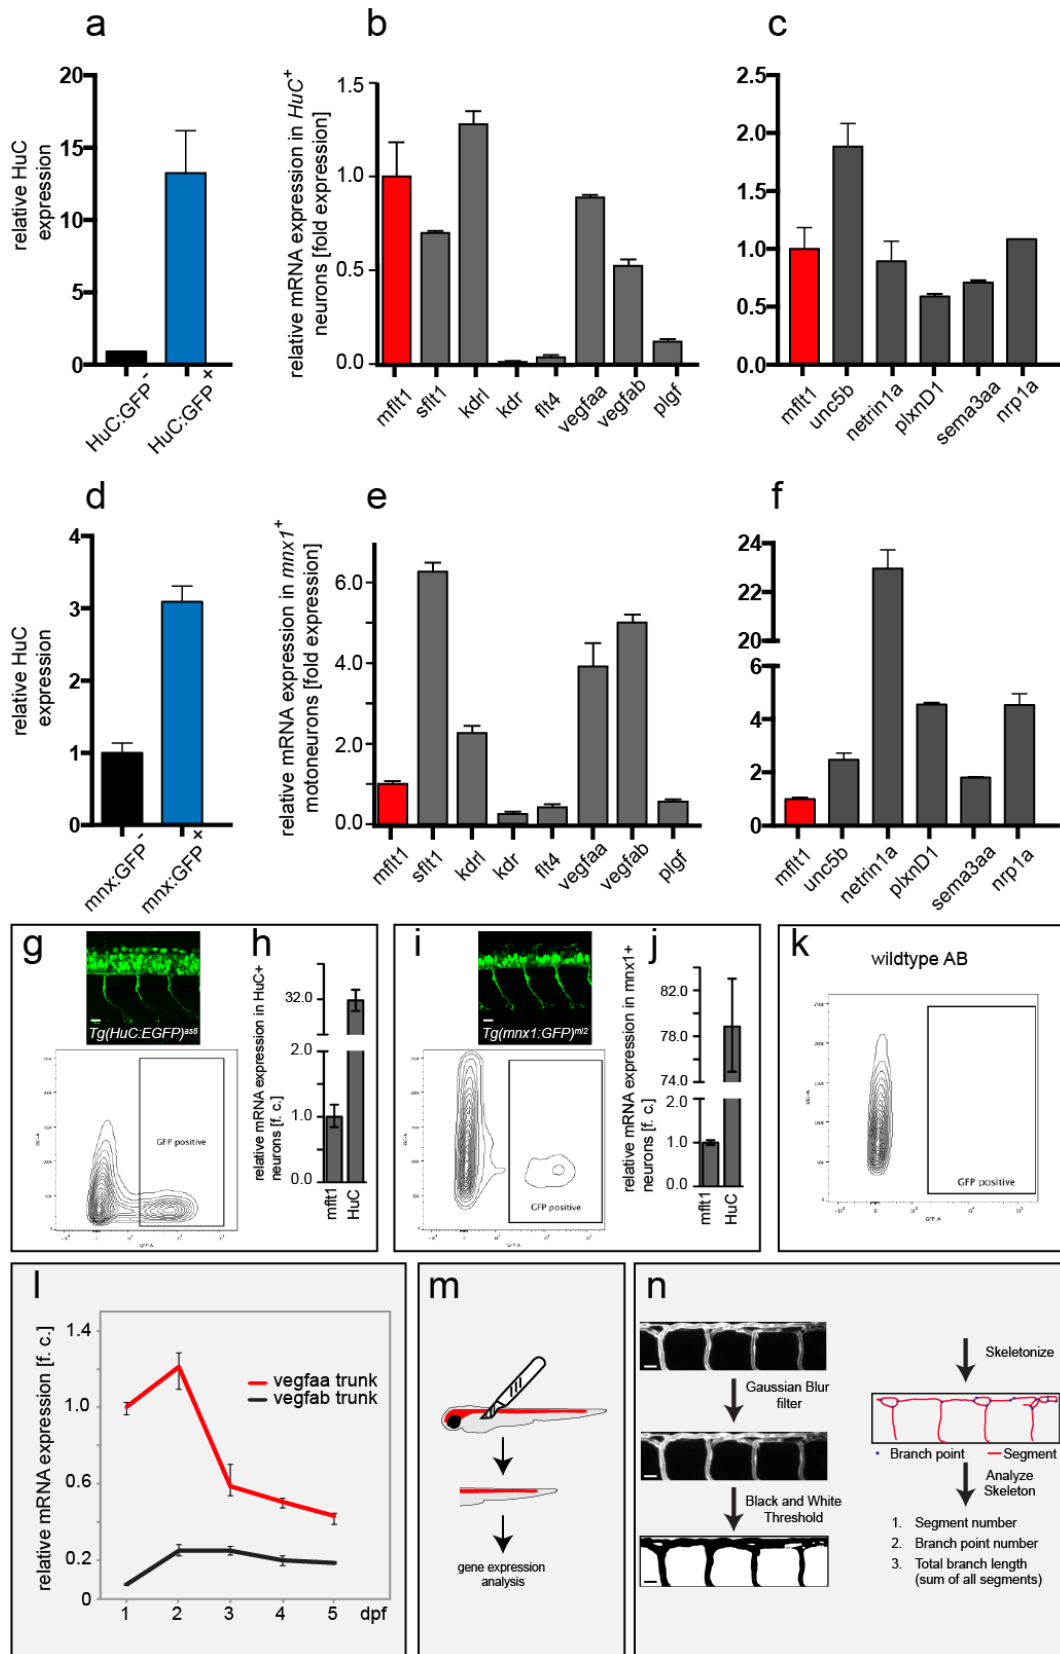 a
20
15
10
5
0
relative HuC
expression
HuC:GFP-
HuC:GFP+
b
1.5
1.0
0.5
0.0
relative mRNA expression in HuC+
neurons [fold expression]
mflt1
sflt1
kdrl
kdr
flt4
vegfaa
vegfab
plgf
c
2.5
2.0
1.5
1.0
0.5
0.0
mflt1
unc5b
netrin1a
plxnD1
sema3aa
nrp1a
d
4
3
2
1
0
relative HuC
expression
mnx:GFP-
mnx:GFP+
e
6.0
4.0
2.0
0.0
relative mRNA expression in mnx1+
motoneurons [fold expression]
mflt1
sflt1
kdrl
kdr
flt4
vegfaa
vegfab
plgf
f
24
22
20
6
4
2
0
mflt1
unc5b
netrin1a
plxnD1
sema3aa
nrp1a
g
Tg(HuC:EGFP)as8
GFP positive
GFP-A
h
relative mRNA expression in HuC+
neurons [f. c.]
32.0
2.0
1.0
0.0
mflt1
HuC
i
Tg(mnx1:GFP)ml2
GFP positive
GFP-A
j
relative mRNA expression in mnx1+
neurons [f. c.]
82.0
78.0
74.0
2.0
1.0
0.0
mflt1
HuC
k
wildtype AB
GFP positive
GFP-A
l
relative mRNA expression [f. c.]
1.4
1.0
0.6
0.2
0
vegfaa trunk
vegfab trunk
1 2 3 4 5 dpf
m
gene expression
analysis
n
Gaussian Blur
filter
Black and White
Threshold
Skeletonize
Branch point
Segment
Analyze
Skeleton
1. Segment number
2. Branch point number
3. Total branch length
(sum of all segments)